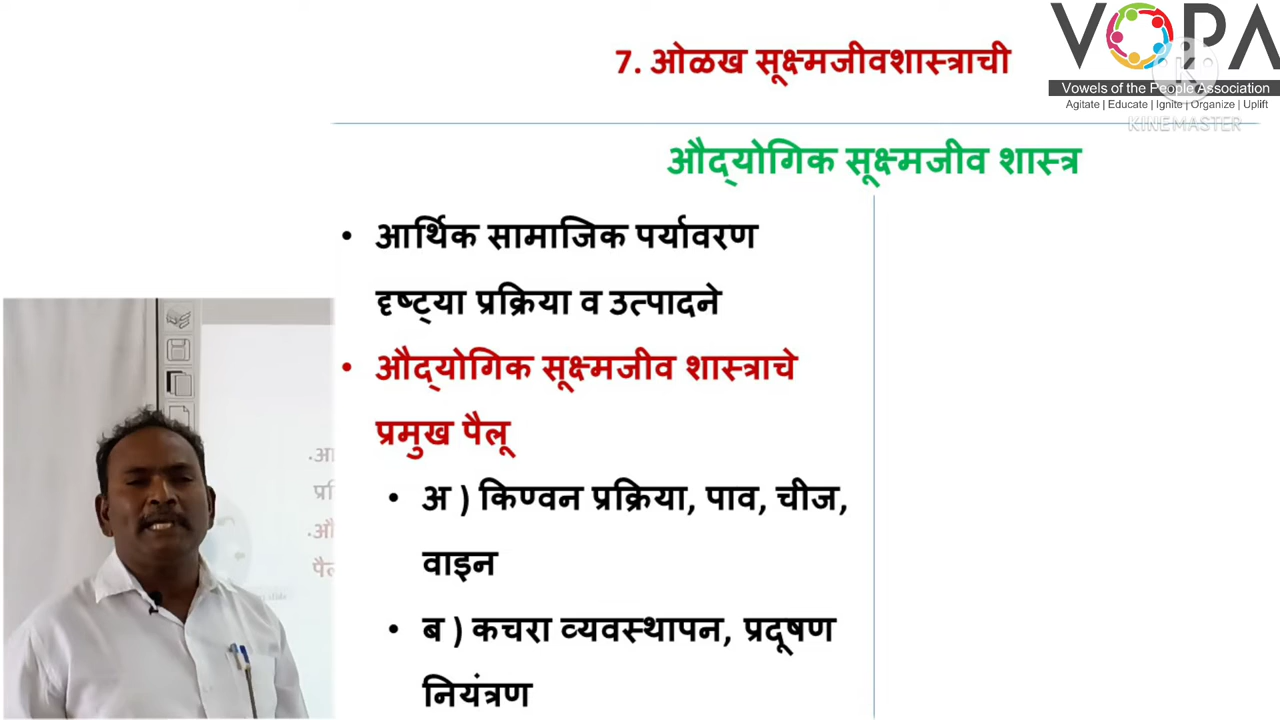 7. ओळख सूक्ष्मजीवशास्त्राची
VOPA
Vowels of the People Association
Agitate | Educate | Ignite | Organize | Uplift
KINEMASTER
औद्योगिक सूक्ष्मजीव शास्त्र
• आर्थिक सामाजिक पर्यावरण
दृष्ट्या प्रक्रिया व उत्पादने
• औद्योगिक सूक्ष्मजीव शास्त्राचे
प्रमुख पैलू
• अ ) किण्वन प्रक्रिया, पाव, चीज,
वाइन
• ब ) कचरा व्यवस्थापन, प्रदूषण
नियंत्रण